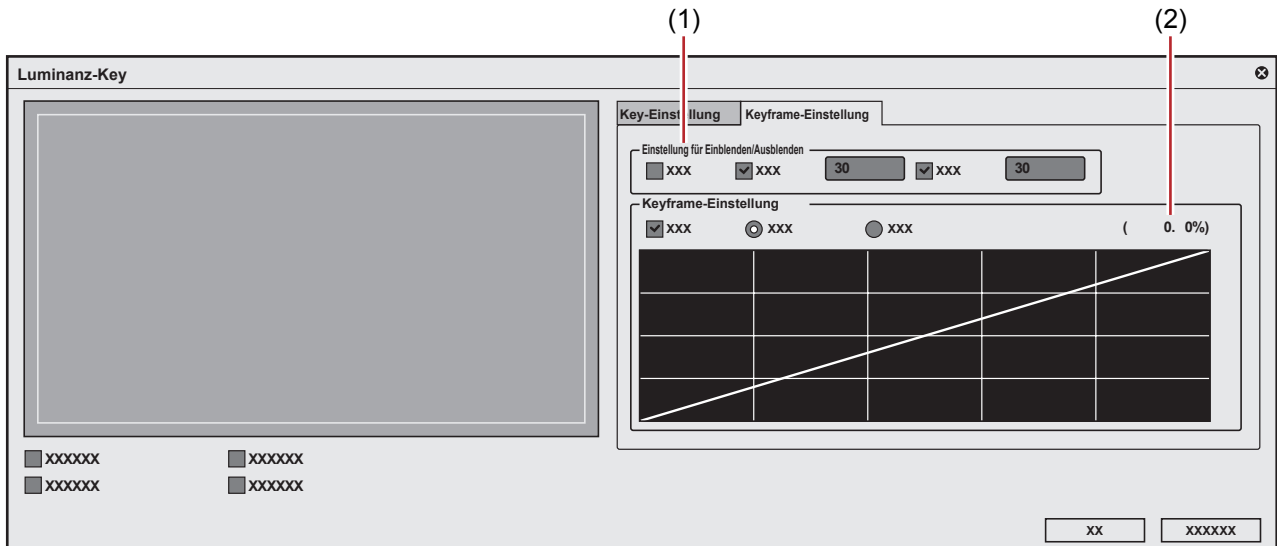 (1) (2)
Luminanz-Key
Key-Einstellung Keyframe-Einstellung
Einstellung für Einblenden/Ausblenden
xxx xxx 30 xxx 30
Keyframe-Einstellung
xxx xxx xxx ( 0. 0%)
xxxxxx xxxxxx
xxxxxx xxxxxx
xx xxxxxx